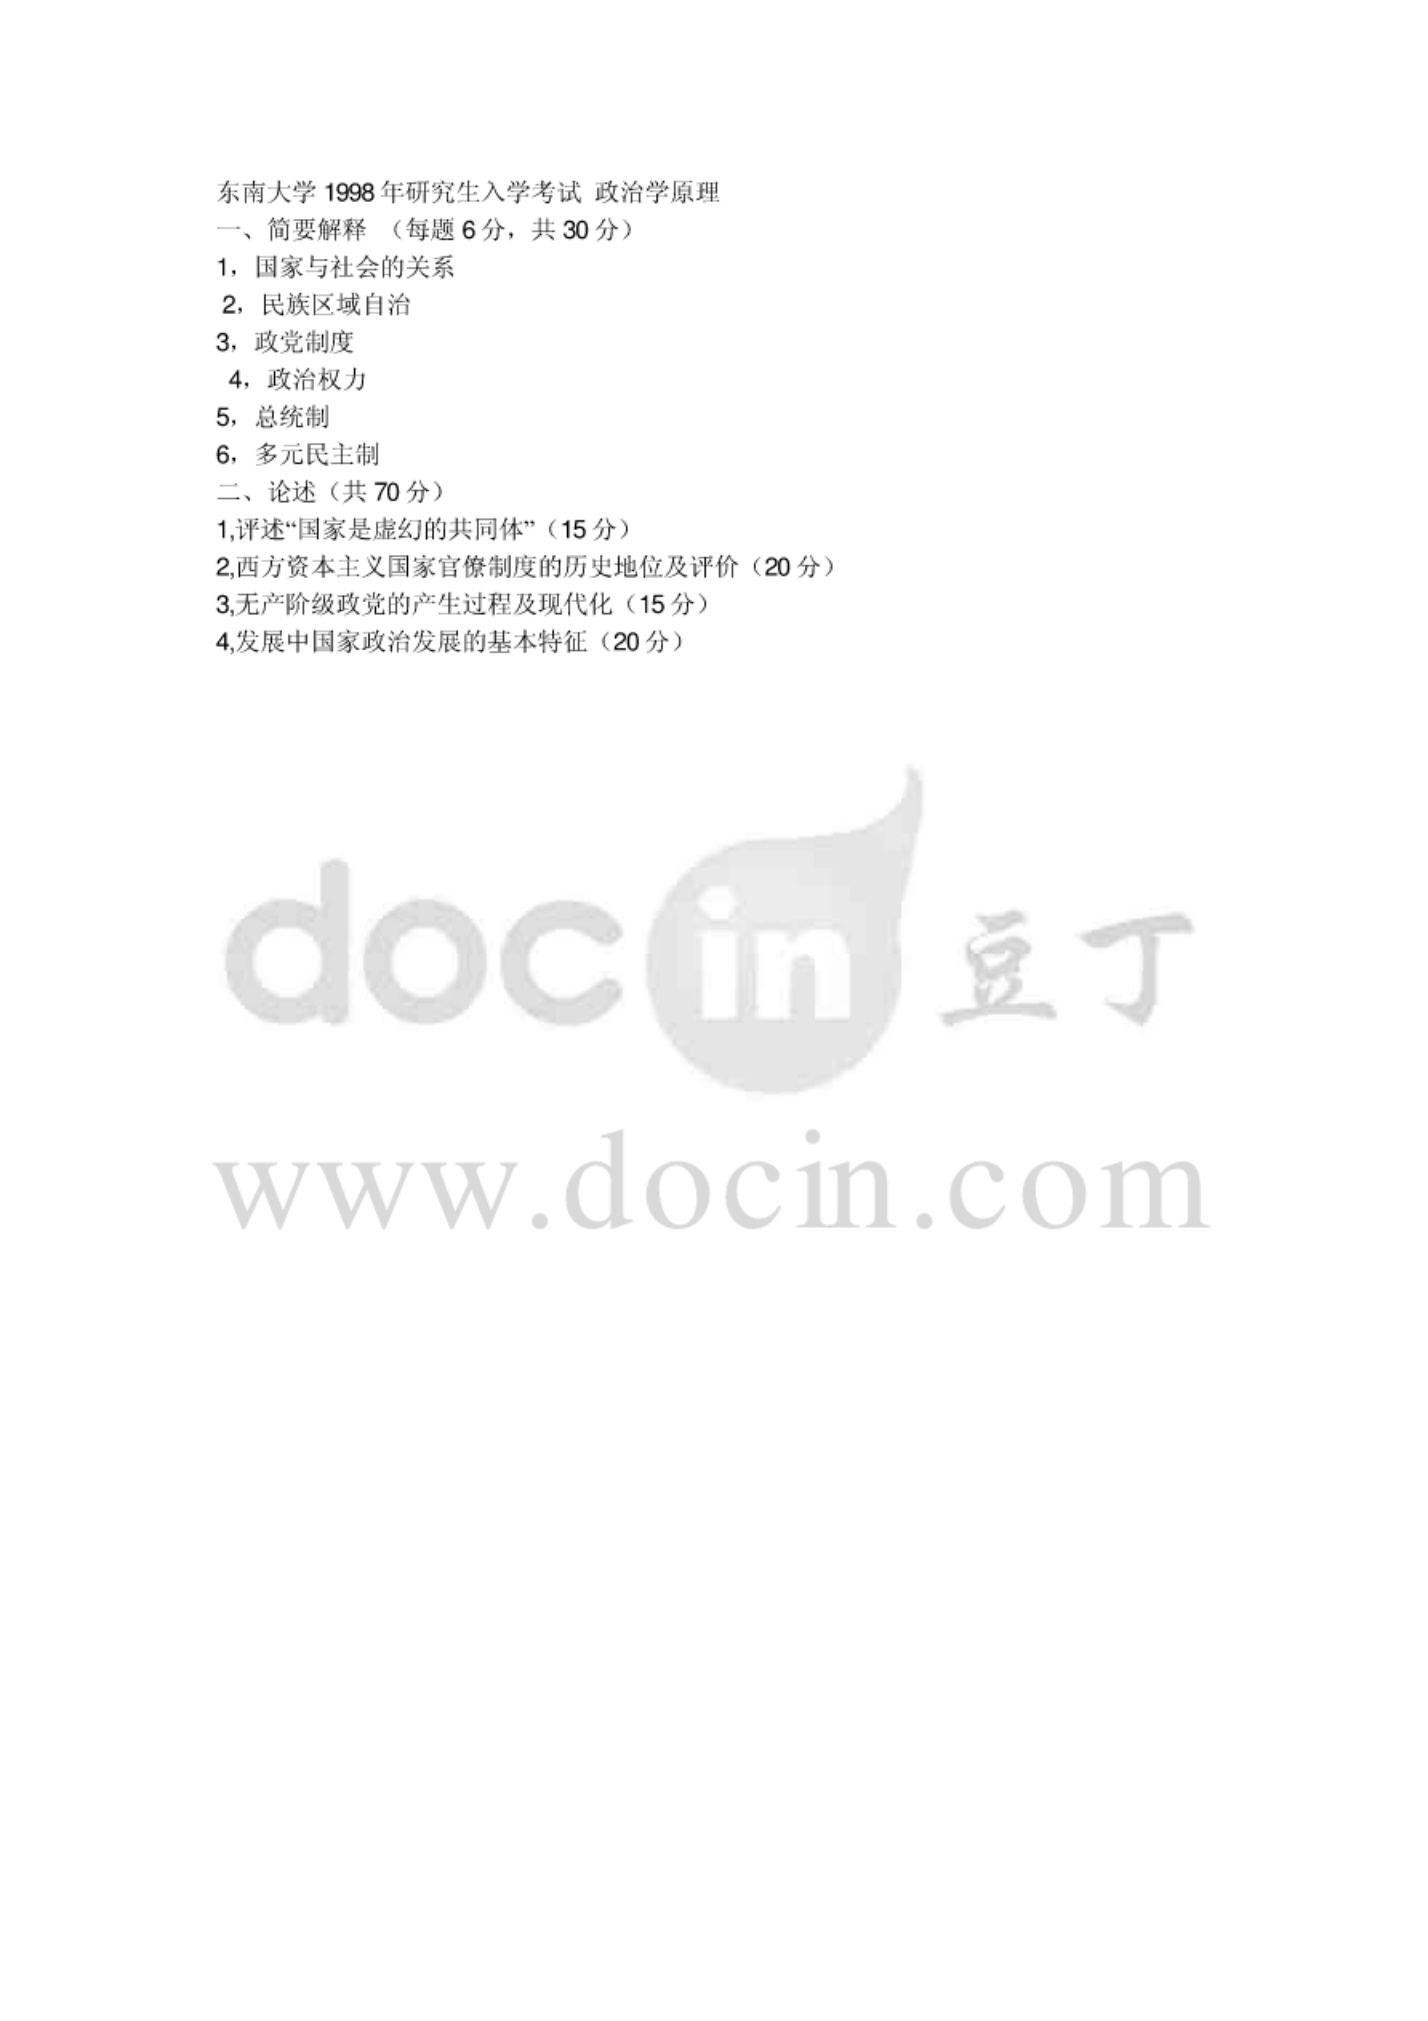 东南大学 1998 年研究生入学考试 政治学原理
一、简要解释 （每题 6 分，共 30 分）
1，国家与社会的关系
2，民族区域自治
3，政党制度
4，政治权力
5，总统制
6，多元民主制
二、论述（共 70 分）
1,评述“国家是虚幻的共同体”（15 分）
2,西方资本主义国家官僚制度的历史地位及评价（20 分）
3,无产阶级政党的产生过程及现代化（15 分）
4,发展中国家政治发展的基本特征（20 分）
docin 豆丁
www.docin.com